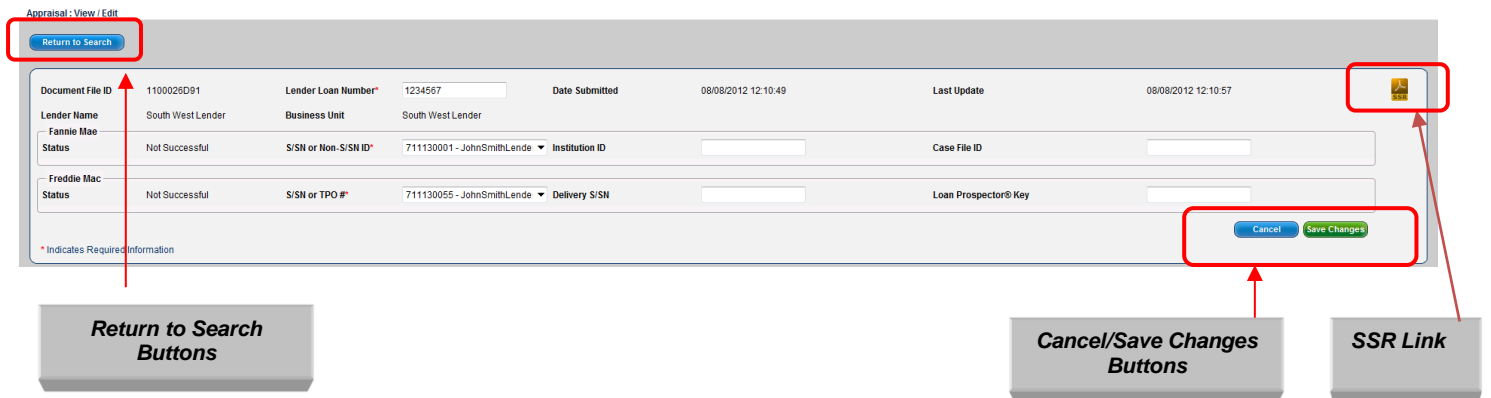 Appraisal : View / Edit
Return to Search
Document File ID 1100026D91 Lender Loan Number* 1234567 Date Submitted 08/08/2012 12:10:49 Last Update 08/08/2012 12:10:57 SSR
Lender Name South West Lender Business Unit South West Lender
Fannie Mae
Status Not Successful S/SN or Non-S/SN ID* 711130001 - JohnSmithLende Institution ID Case File ID
Freddie Mac
Status Not Successful S/SN or TPO #* 711130055 - JohnSmithLende Delivery S/SN Loan Prospector® Key
Cancel Save Changes
* Indicates Required Information
Return to Search
Buttons
Cancel/Save Changes
Buttons
SSR Link